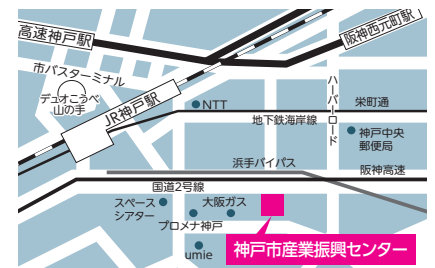 高速神戸駅
阪神西元町駅
市バスターミナル
デュオこうべ
山の手
JR神戸駅
NTT
ハーバーロード
栄町通
地下鉄海岸線
神戸中央
郵便局
浜手バイパス
阪神高速
国道2号線
スペース
シアター
大阪ガス
プロメナ神戸
umie
神戸市産業振興センター